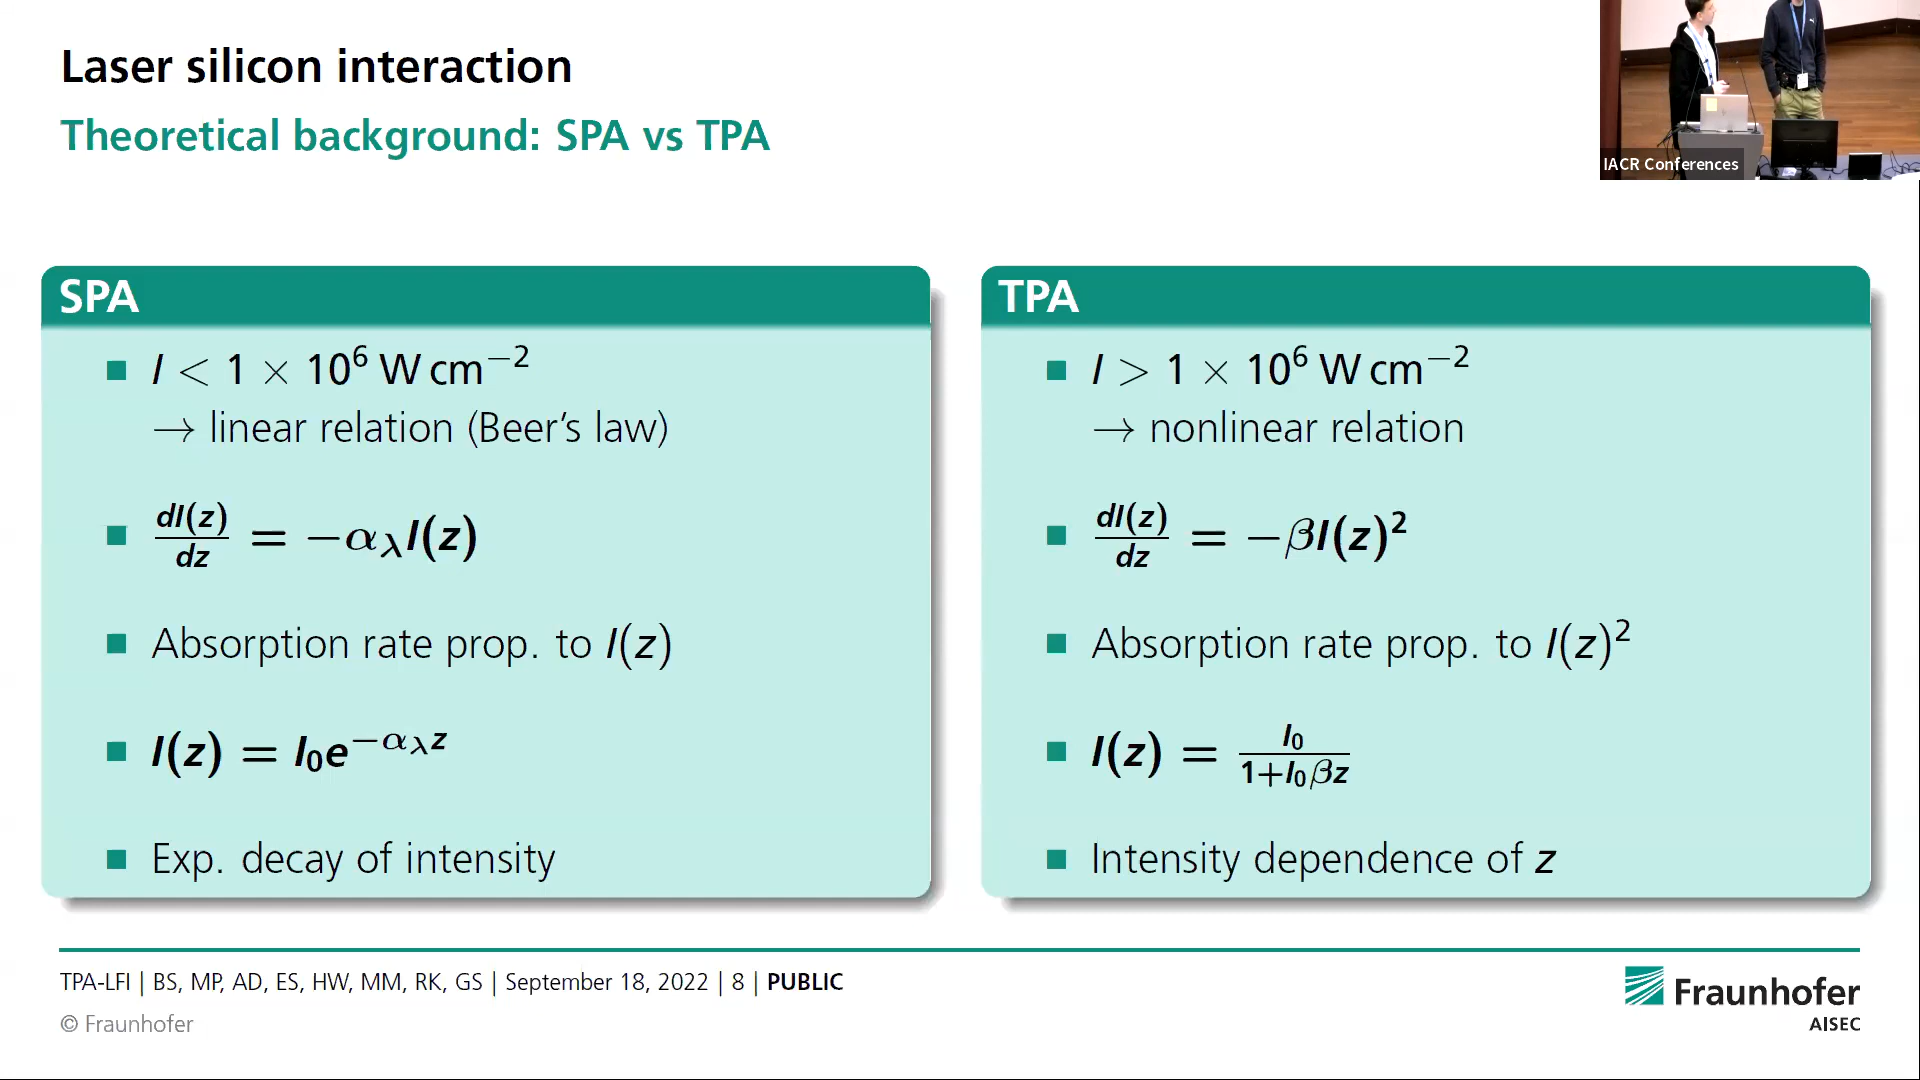 Laser silicon interaction
Theoretical background: SPA vs TPA
IACR Conferences
SPA
I < 1 × 10⁶ W cm⁻²
→ linear relation (Beer's law)
dI(z)/dz = −α_λ I(z)
Absorption rate prop. to I(z)
I(z) = I₀e^{−α_λ z}
Exp. decay of intensity
TPA
I > 1 × 10⁶ W cm⁻²
→ nonlinear relation
dI(z)/dz = −βI(z)²
Absorption rate prop. to I(z)²
I(z) = I₀/(1+I₀βz)
Intensity dependence of z
TPA-LFI | BS, MP, AD, ES, HW, MM, RK, GS | September 18, 2022 | 8 | PUBLIC
© Fraunhofer
Fraunhofer
AISEC